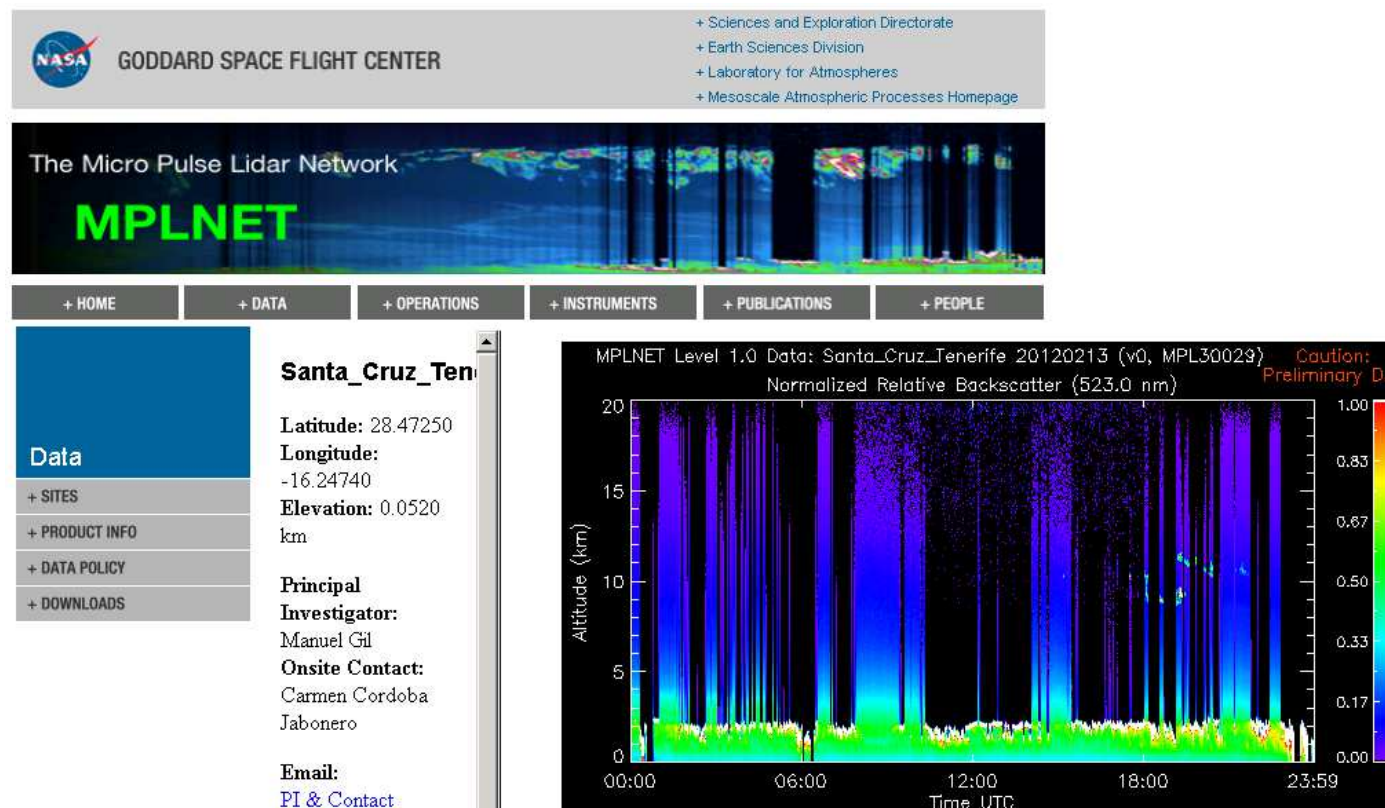 NASA
GODDARD SPACE FLIGHT CENTER
+ Sciences and Exploration Directorate
+ Earth Sciences Division
+ Laboratory for Atmospheres
+ Mesoscale Atmospheric Processes Homepage
The Micro Pulse Lidar Network
MPLNET
+ HOME
+ DATA
+ OPERATIONS
+ INSTRUMENTS
+ PUBLICATIONS
+ PEOPLE
Data
+ SITES
+ PRODUCT INFO
+ DATA POLICY
+ DOWNLOADS
Santa_Cruz_Ten
Latitude: 28.47250
Longitude:
-16.24740
Elevation: 0.0520
km
Principal
Investigator:
Manuel Gil
Onsite Contact:
Carmen Cordoba
Jabonero
Email:
PI & Contact
MPLNET Level 1.0 Data: Santa_Cruz_Tenerife 20120213 (v0, MPL30029)
Caution:
Preliminary D
Normalized Relative Backscatter (523.0 nm)
Altitude (km)
20
15
10
5
0
00:00
06:00
12:00
18:00
23:59
Time UTC
1.00
0.83
0.67
0.50
0.33
0.17
0.00